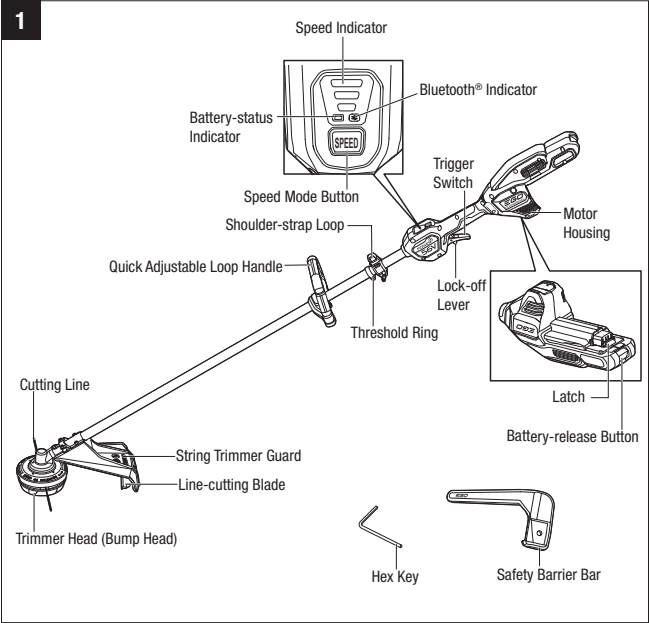 1
Speed Indicator
Bluetooth® Indicator
Battery-status
Indicator
SPEED
Trigger
Switch
Speed Mode Button
Motor
Housing
Shoulder-strap Loop
Quick Adjustable Loop Handle
Lock-off
Lever
Threshold Ring
EGO
Cutting Line
Latch
Battery-release Button
String Trimmer Guard
Line-cutting Blade
Trimmer Head (Bump Head)
EGO
Hex Key
Safety Barrier Bar